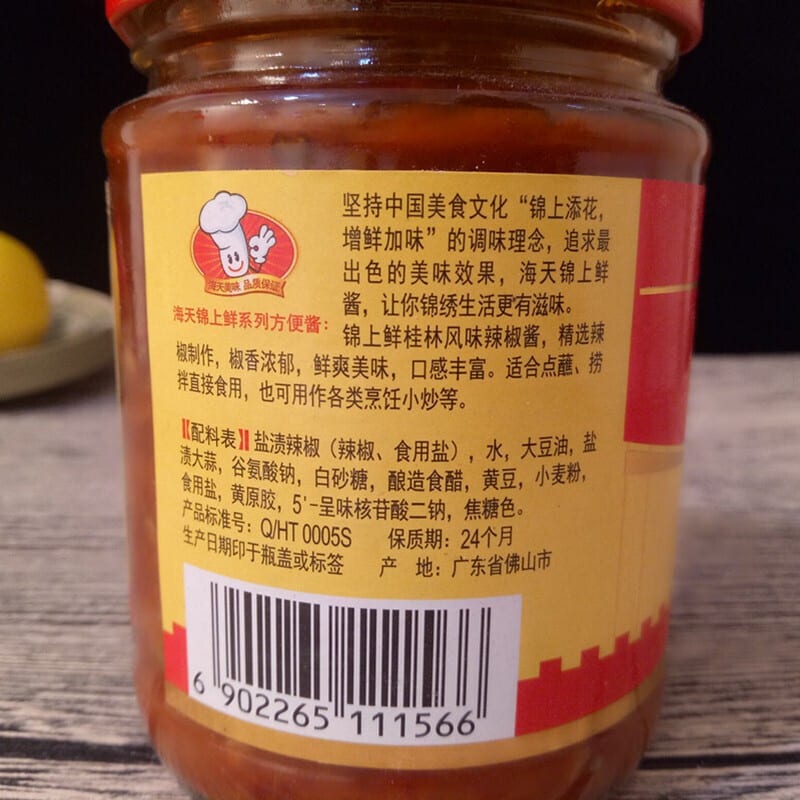 坚持中国美食文化“锦上添花，
增鲜加味”的调味理念，追求最
出色的美味效果，海天锦上鲜
酱，让你锦绣生活更有滋味。
海天美味 品质保证
海天锦上鲜系列方便酱：
锦上鲜桂林风味辣椒酱，精选辣
椒制作，椒香浓郁，鲜爽美味，口感丰富。适合点蘸、捞
拌直接食用，也可用作各类烹饪小炒等。
【配料表】盐渍辣椒（辣椒、食用盐），水，大豆油，盐
渍大蒜，谷氨酸钠，白砂糖，酿造食醋，黄豆，小麦粉，
食用盐，黄原胶，5'-呈味核苷酸二钠，焦糖色。
产品标准号：Q/HT 0005S 保质期：24个月
生产日期印于瓶盖或标签 产 地：广东省佛山市
6 902265 111566